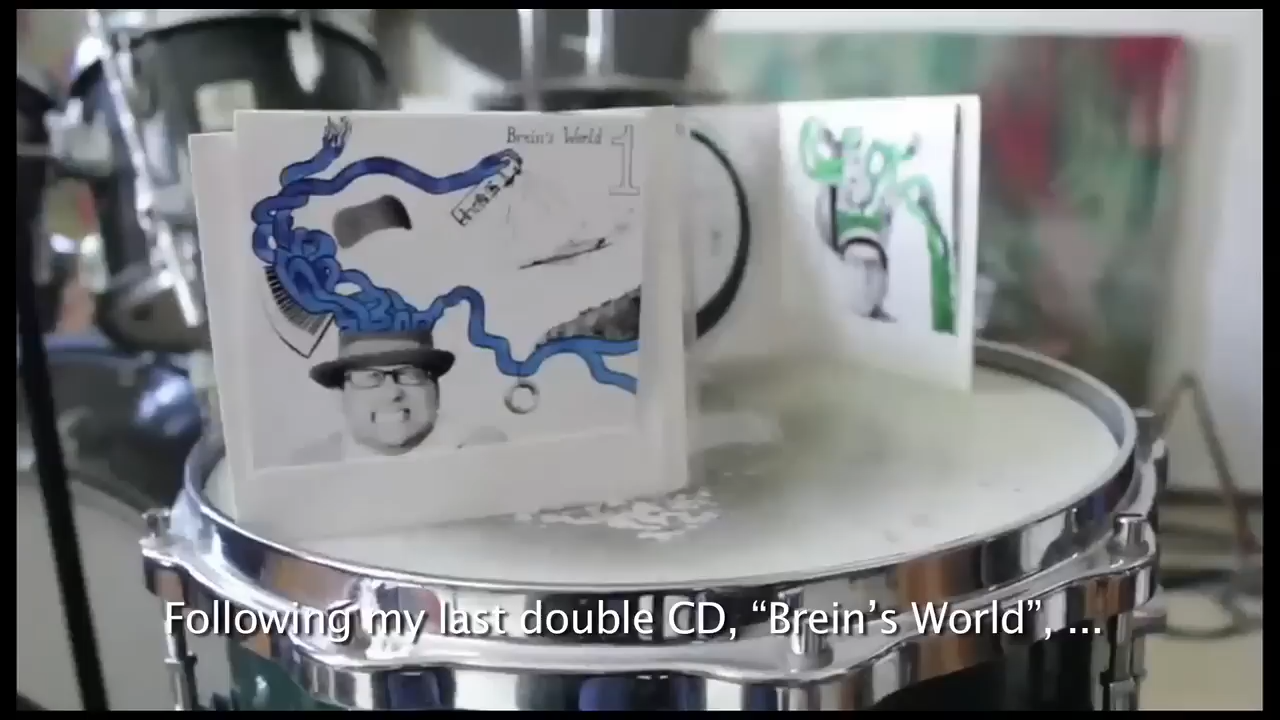 Brein's World 1
Following my last double CD, “Brein’s World”, ...